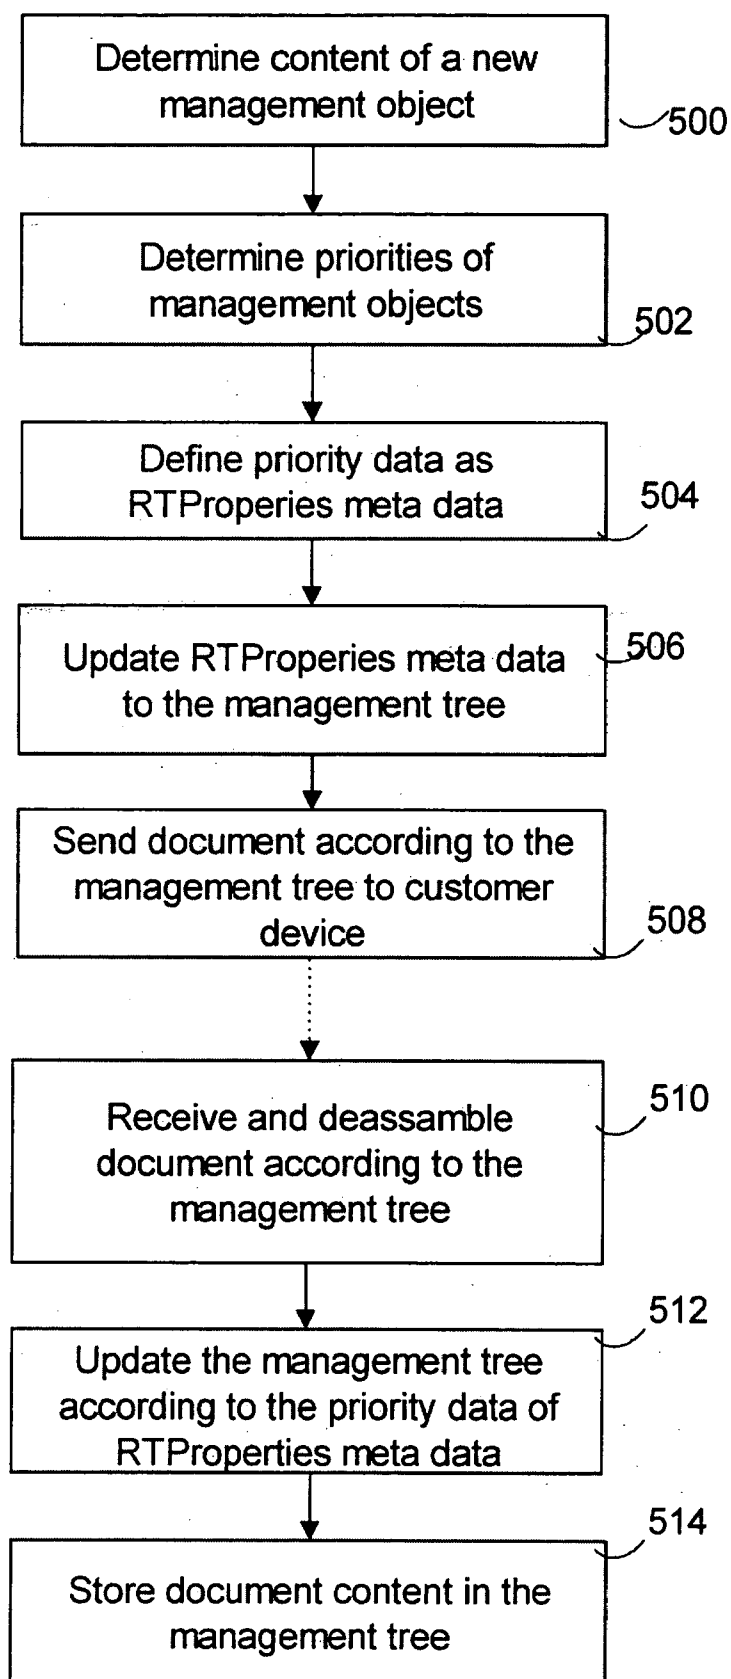 Determine content of a new
management object
500
Determine priorities of
management objects
502
Define priority data as
RTProperies meta data
504
Update RTProperies meta data
to the management tree
506
Send document according to the
management tree to customer
device
508
Receive and deassamble
document according to the
management tree
510
Update the management tree
according to the priority data of
RTProperties meta data
512
Store document content in the
management tree
514